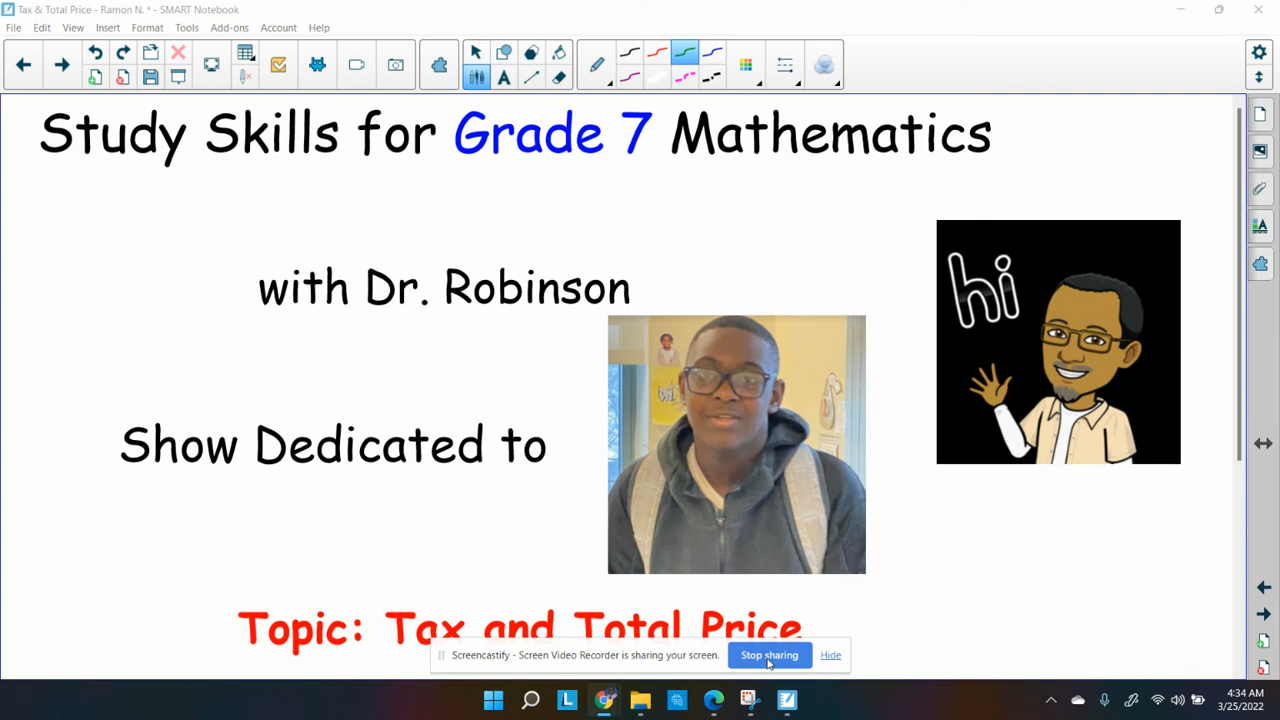 Tax & Total Price - Ramon N. * - SMART Notebook
File Edit View Insert Format Tools Add-ons Account Help
Study Skills for Grade 7 Mathematics
hi
with Dr. Robinson
Show Dedicated to
Topic: Tax and Total Price
Screencastify - Screen Video Recorder is sharing your screen. Stop sharing Hide
4:34 AM
3/25/2022